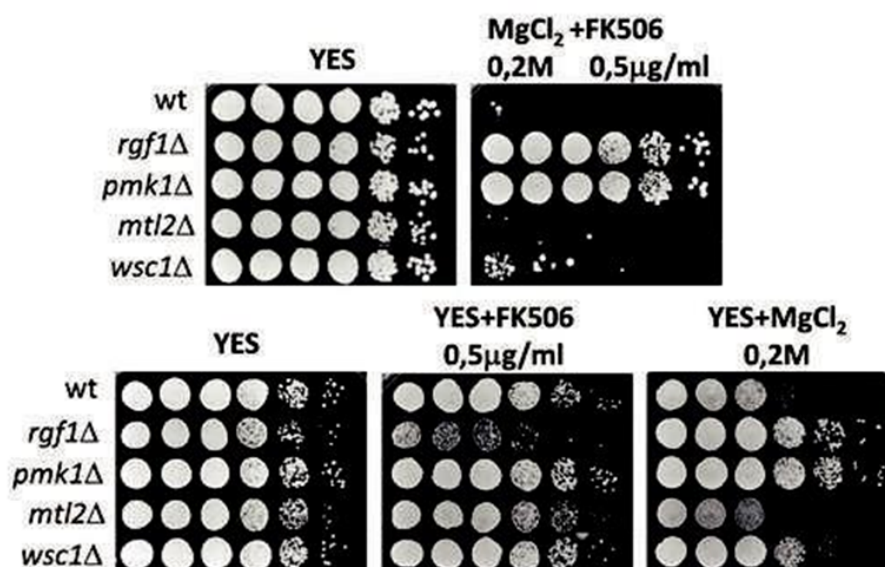 YES
MgCl₂ +FK506
0,2M 0,5μg/ml
wt
rgf1Δ
pmk1Δ
mtl2Δ
wsc1Δ
YES
YES+FK506
0,5μg/ml
YES+MgCl₂
0,2M
wt
rgf1Δ
pmk1Δ
mtl2Δ
wsc1Δ